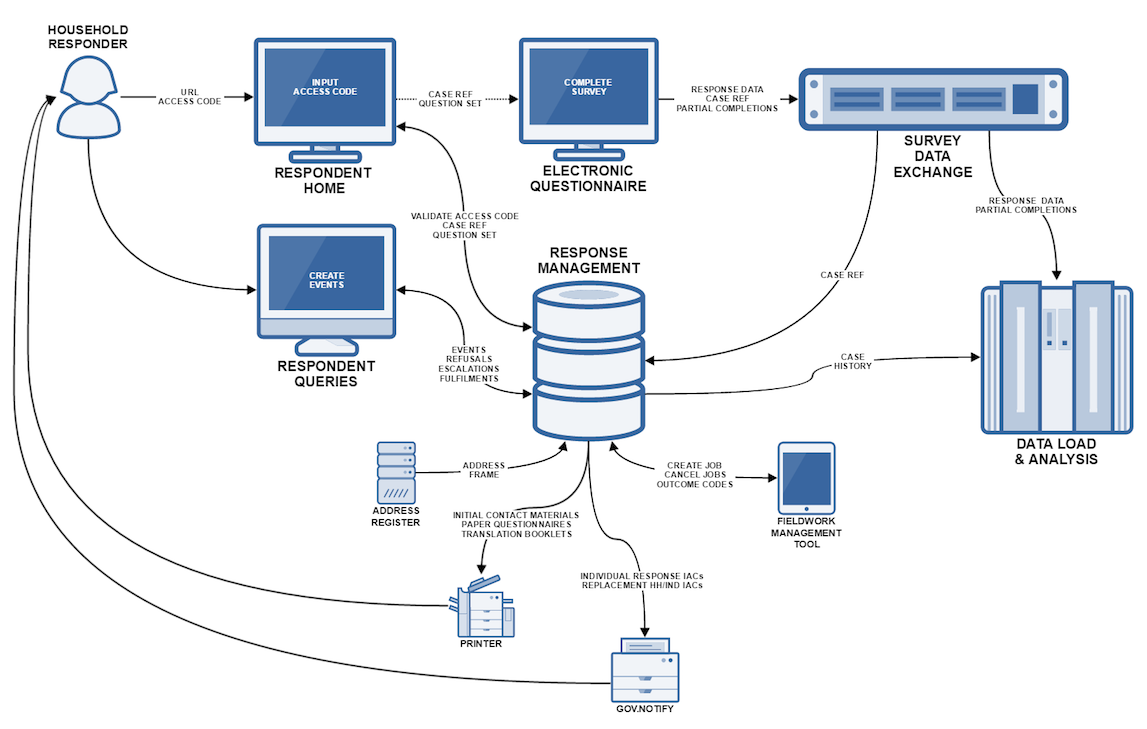 HOUSEHOLD
RESPONDER
URL
ACCESS CODE
INPUT
ACCESS CODE
RESPONDENT
HOME
CASE REF
QUESTION SET
COMPLETE
SURVEY
ELECTRONIC
QUESTIONNAIRE
RESPONSE DATA
CASE REF
PARTIAL COMPLETIONS
SURVEY
DATA
EXCHANGE
RESPONSE DATA
PARTIAL COMPLETIONS
VALIDATE ACCESS CODE
CASE REF
QUESTION SET
CREATE
EVENTS
RESPONDENT
QUERIES
RESPONSE
MANAGEMENT
CASE REF
EVENTS
REFUSALS
ESCALATIONS
FULFILMENTS
CASE
HISTORY
DATA LOAD
& ANALYSIS
ADDRESS
FRAME
ADDRESS
REGISTER
CREATE JOB
CANCEL JOBS
OUTCOME CODES
FIELDWORK
MANAGEMENT
TOOL
INITIAL CONTACT MATERIALS
PAPER QUESTIONNAIRES
TRANSLATION BOOKLETS
INDIVIDUAL RESPONSE IACs
REPLACEMENT HH/IND IACs
PRINTER
GOV.NOTIFY